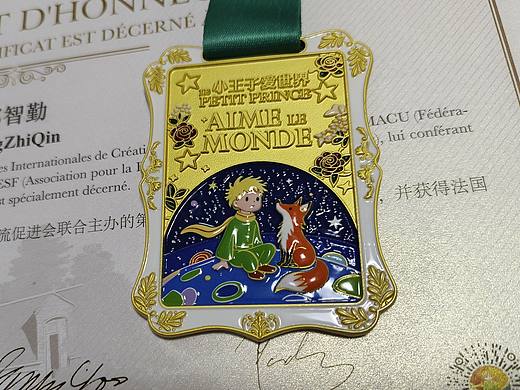 T D'HONNE
IFICAT EST DÉCERNÉ
智勤
gZhiQin
es Internationales de Créati
MACU (Fédéra-
ESF (Association pour la
), lui conférant
st spécialement décerné.
并获得法国
流促进会联合主办的第
小王子爱世界
PETIT PRINCE
AIME LE
MONDE